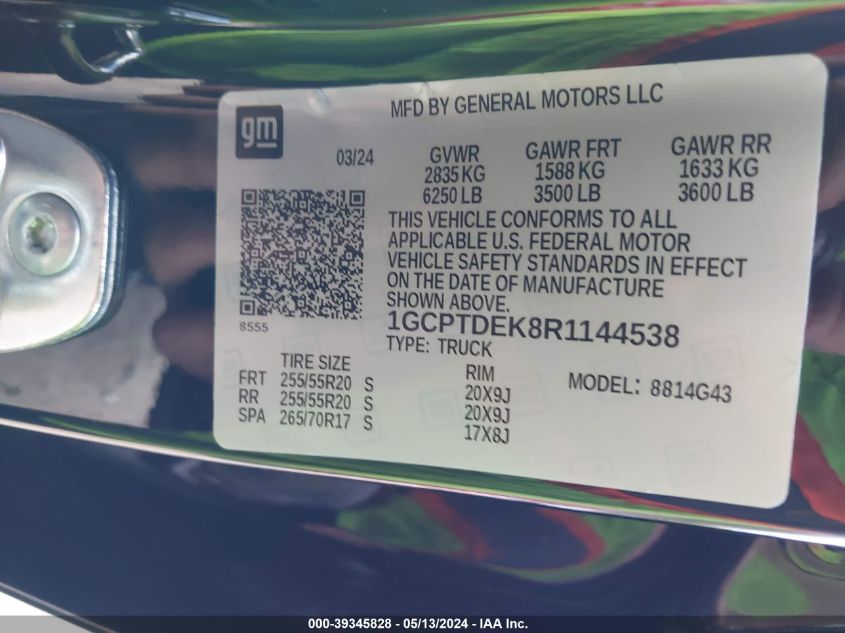 gm
MFD BY GENERAL MOTORS LLC
03/24
GVWR GAWR FRT GAWR RR
2835 KG 1588 KG 1633 KG
6250 LB 3500 LB 3600 LB
THIS VEHICLE CONFORMS TO ALL
APPLICABLE U.S. FEDERAL MOTOR
VEHICLE SAFETY STANDARDS IN EFFECT
ON THE DATE OF MANUFACTURE
SHOWN ABOVE.
8555
1GCPTDEK8R1144538
TYPE: TRUCK
TIRE SIZE RIM MODEL: 8814G43
FRT 255/55R20 S 20X9J
RR 255/55R20 S 20X9J
SPA 265/70R17 S 17X8J
000-39345828 - 05/13/2024 - IAA Inc.